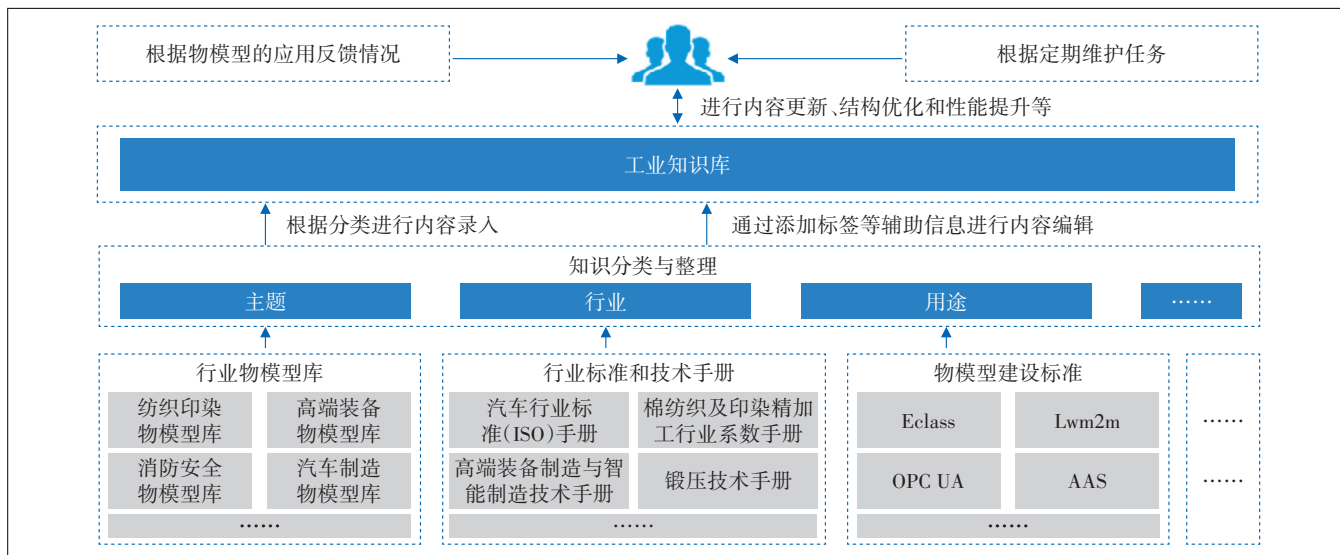 根据物模型的应用反馈情况
根据定期维护任务
进行内容更新、结构优化和性能提升等
工业知识库
根据分类进行内容录入
通过添加标签等辅助信息进行内容编辑
知识分类与整理
主题
行业
用途
……
行业物模型库
纺织印染
物模型库
高端装备
物模型库
消防安全
物模型库
汽车制造
物模型库
……
行业标准和技术手册
汽车行业标
准(ISO)手册
棉纺织及印染精加
工行业系数手册
高端装备制造与智
能制造技术手册
锻压技术手册
……
物模型建设标准
Eclass
Lwm2m
OPC UA
AAS
……
……
……